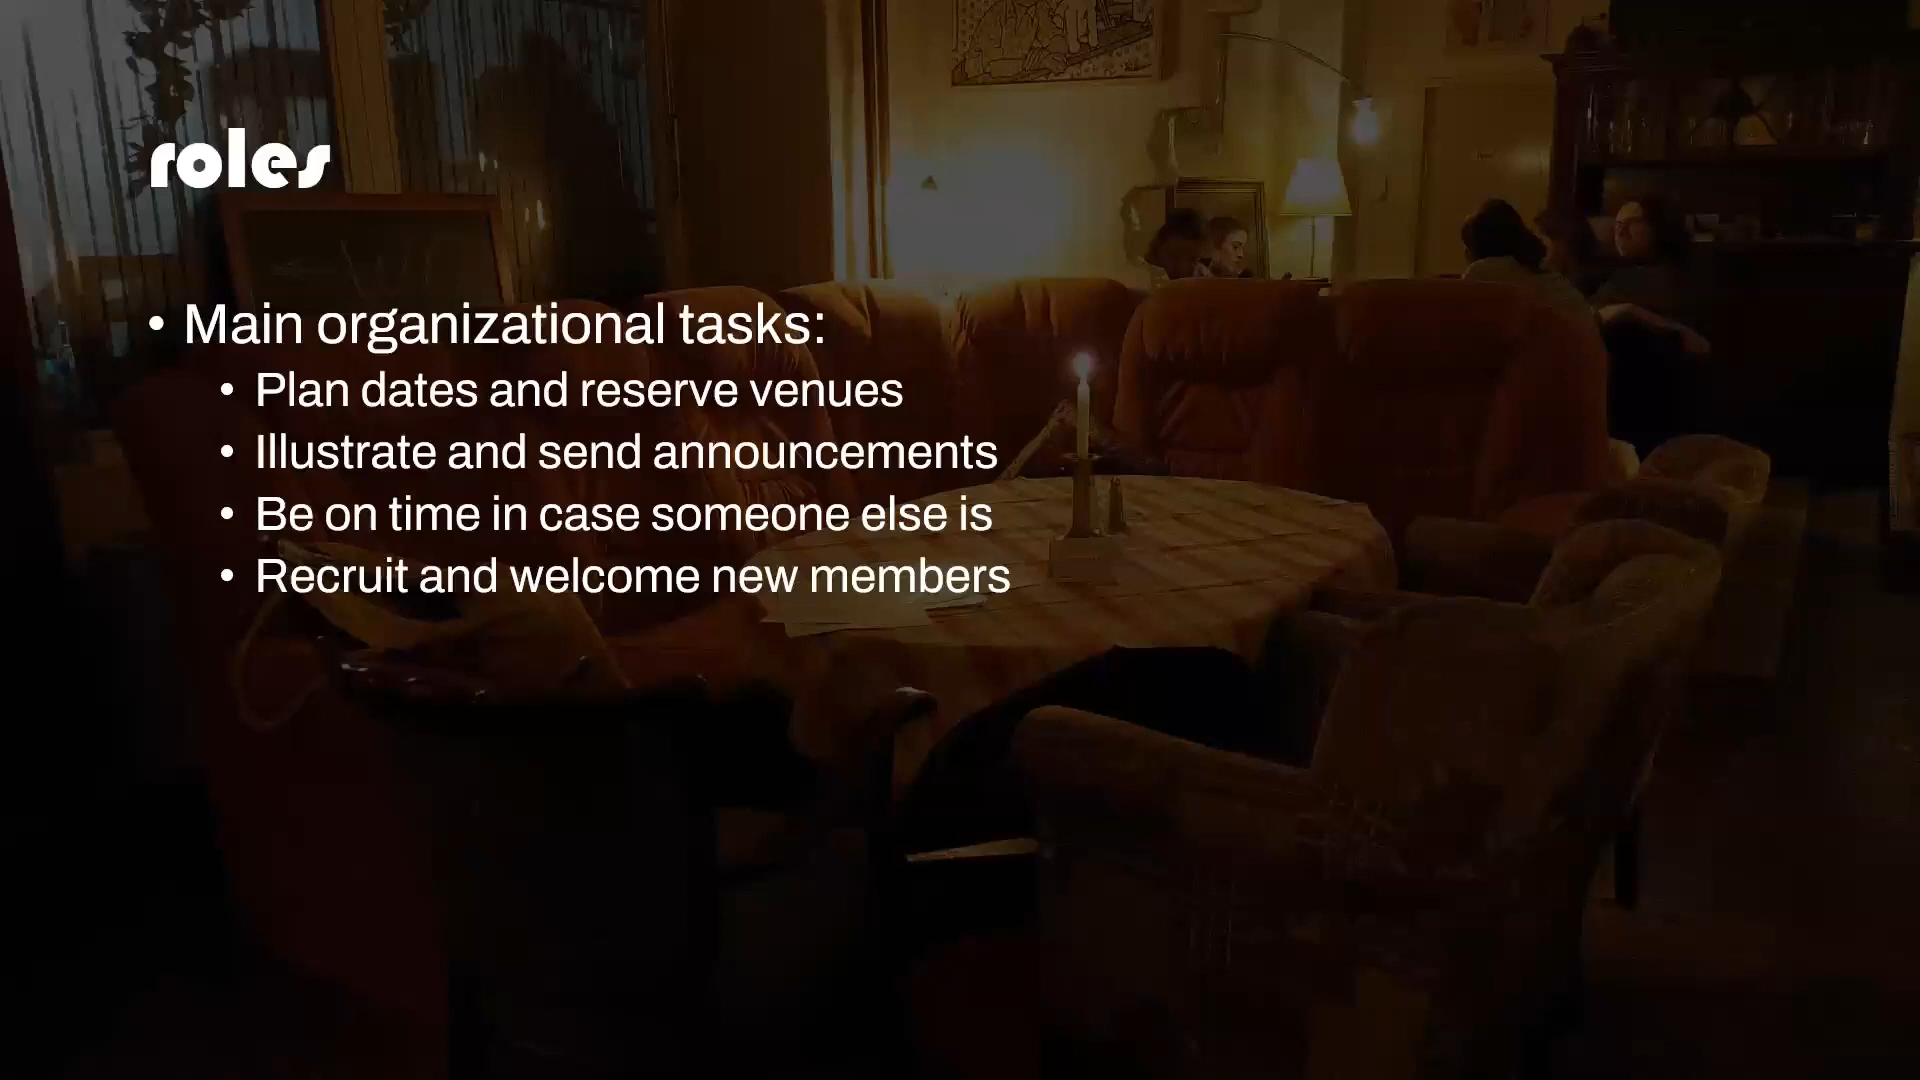 roles
• Main organizational tasks:
• Plan dates and reserve venues
• Illustrate and send announcements
• Be on time in case someone else is
• Recruit and welcome new members